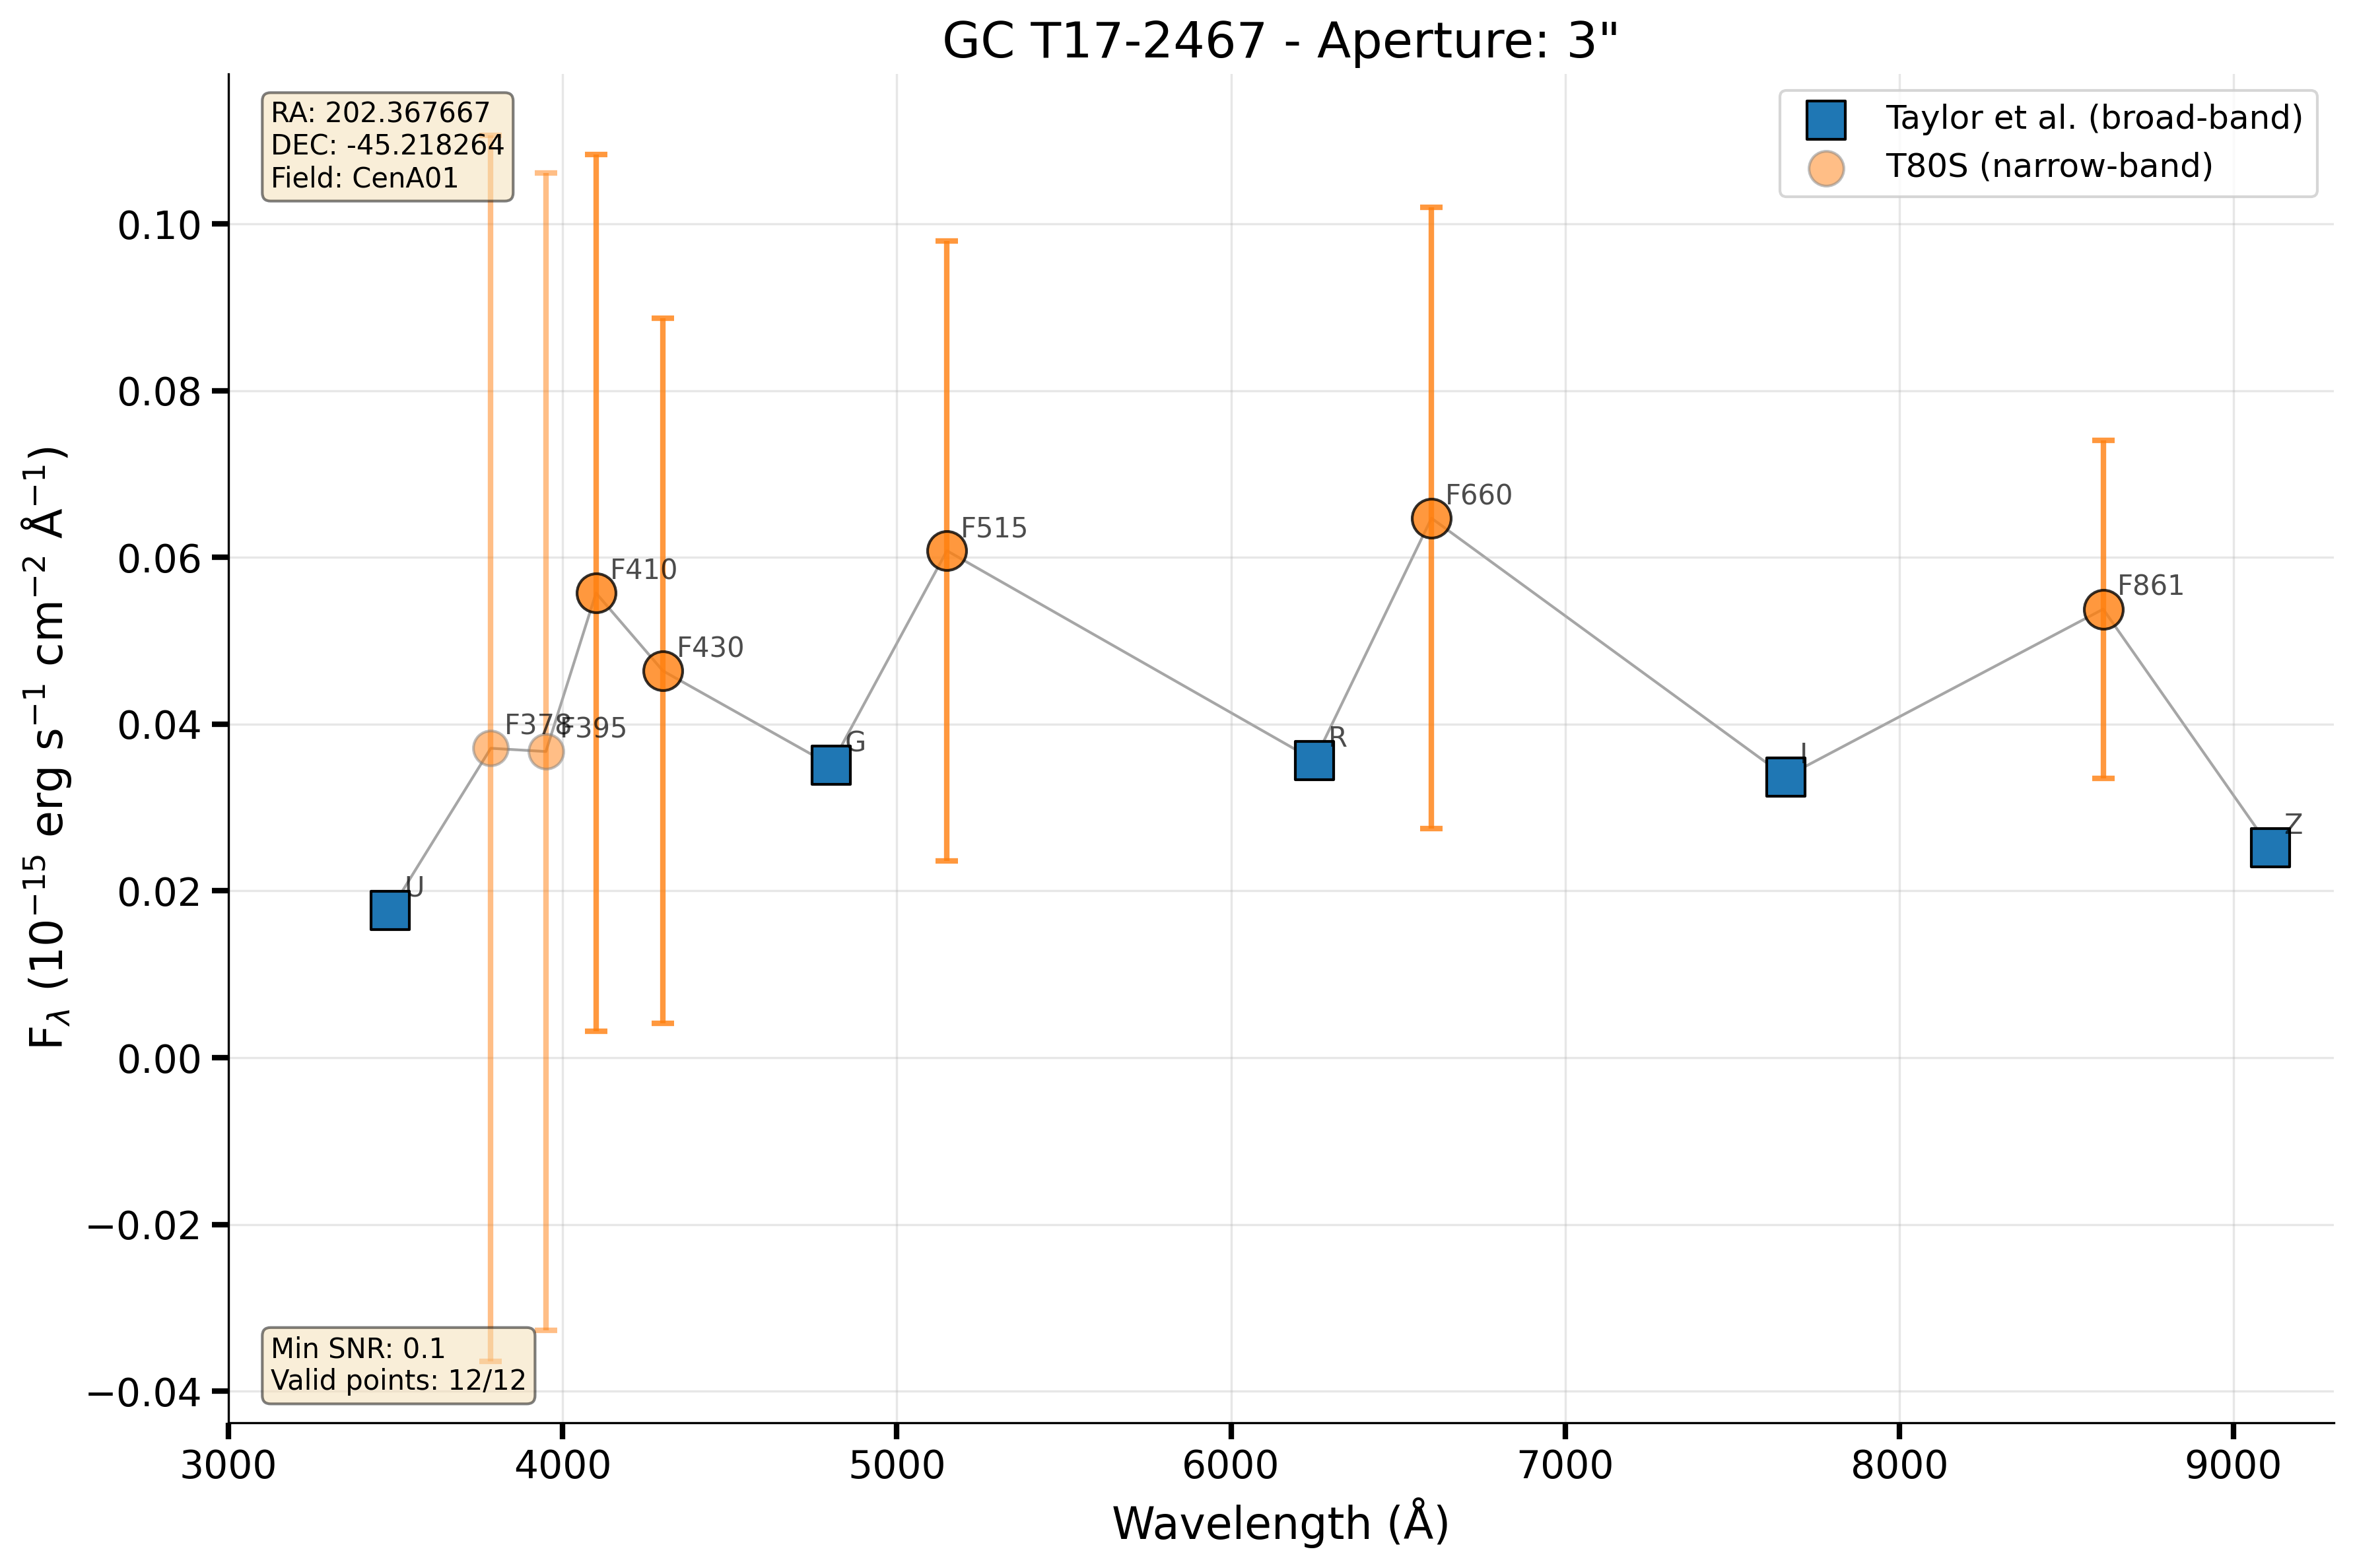 GC T17-2467 - Aperture: 3"
RA: 202.367667
DEC: -45.218264
Field: CenA01
Taylor et al. (broad-band)
T80S (narrow-band)
0.10
0.08
0.06
0.04
0.02
0.00
−0.02
−0.04
F660
F515
F861
F410
F430
F378
F395
G
R
I
Z
U
Min SNR: 0.1
Valid points: 12/12
3000 4000 5000 6000 7000 8000 9000
Wavelength (Å)
Fλ (10⁻¹⁵ erg s⁻¹ cm⁻² Å⁻¹)